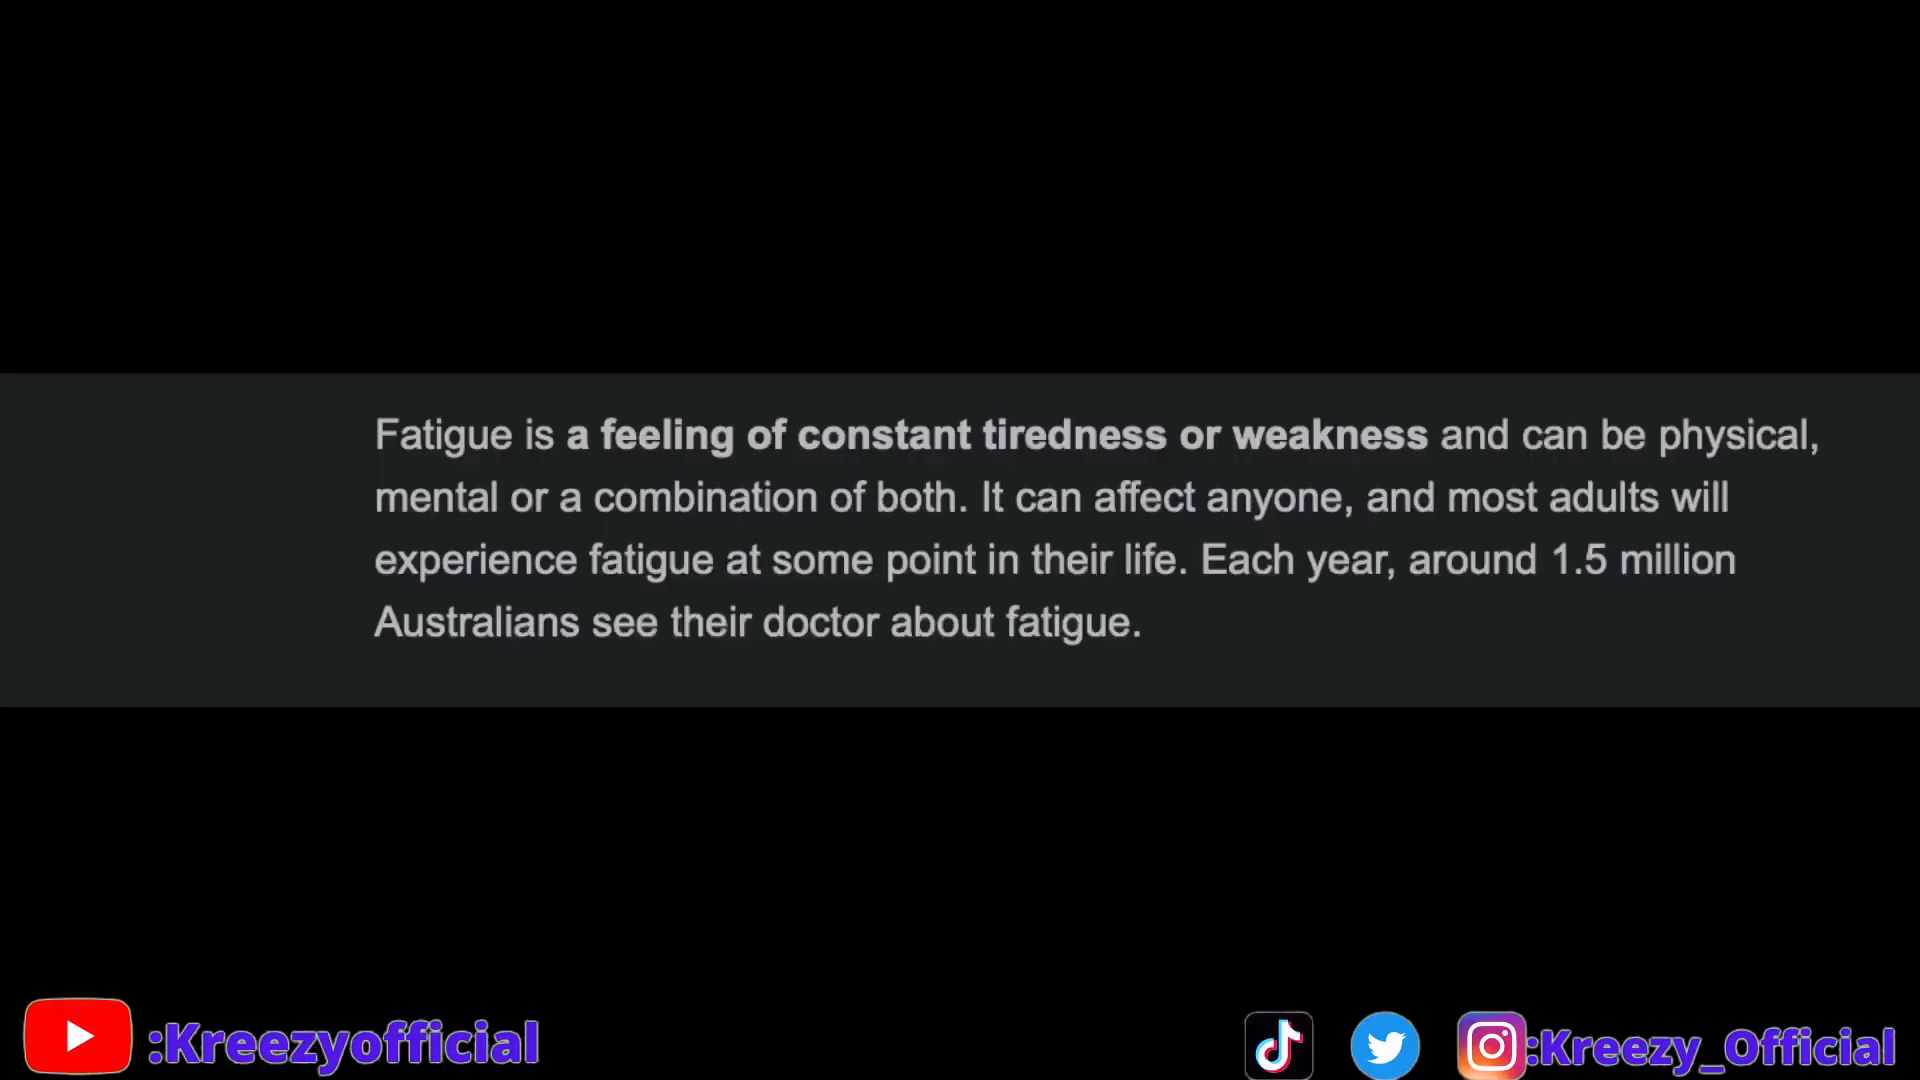 Fatigue is a feeling of constant tiredness or weakness and can be physical,
mental or a combination of both. It can affect anyone, and most adults will
experience fatigue at some point in their life. Each year, around 1.5 million
Australians see their doctor about fatigue.
:Kreezyofficial
:Kreezy_Official